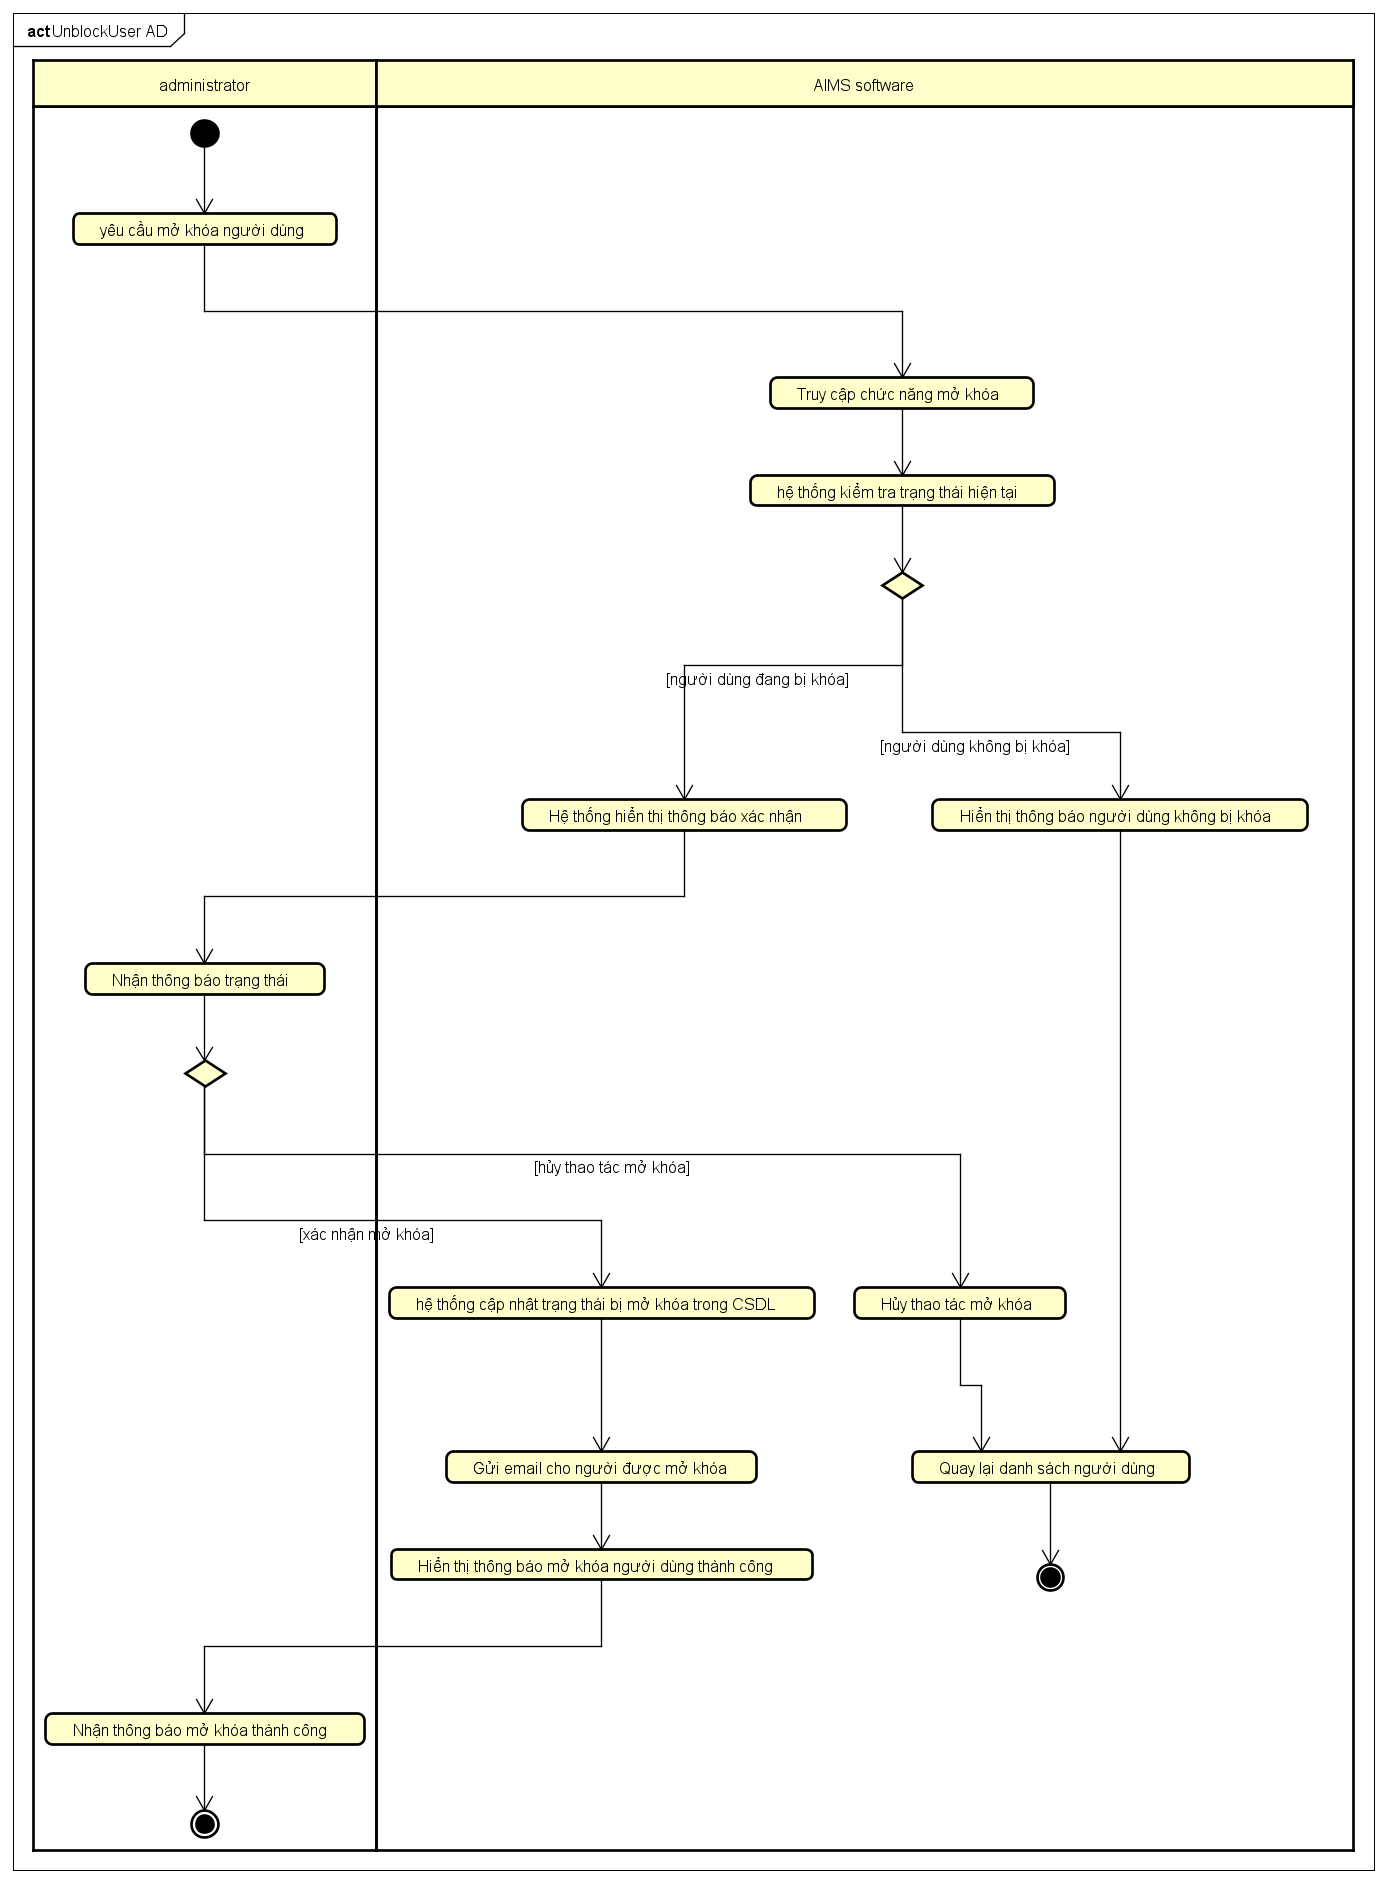 act UnblockUser AD
administrator
AIMS software
yêu cầu mở khóa người dùng
Truy cập chức năng mở khóa
hệ thống kiểm tra trạng thái hiện tại
[người dùng đang bị khóa]
[người dùng không bị khóa]
Hệ thống hiển thị thông báo xác nhận
Hiển thị thông báo người dùng không bị khóa
Nhận thông báo trạng thái
[hủy thao tác mở khóa]
[xác nhận mở khóa]
hệ thống cập nhật trạng thái bị mở khóa trong CSDL
Hủy thao tác mở khóa
Gửi email cho người được mở khóa
Quay lại danh sách người dùng
Hiển thị thông báo mở khóa người dùng thành công
Nhận thông báo mở khóa thành công